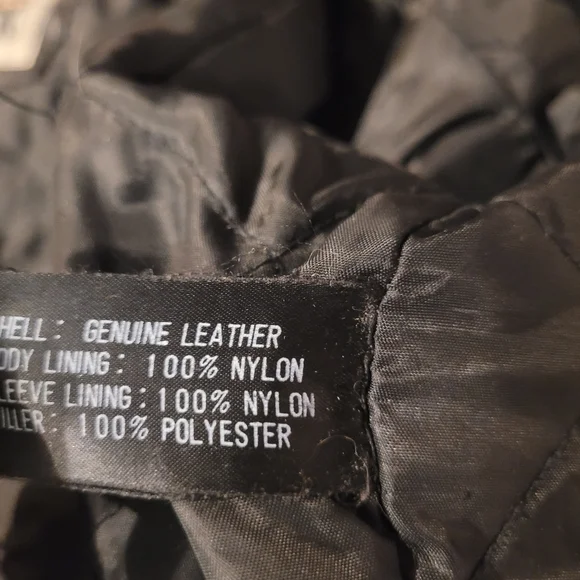 HELL: GENUINE LEATHER
ODY LINING: 100% NYLON
LEEVE LINING: 100% NYLON
ILLER: 100% POLYESTER